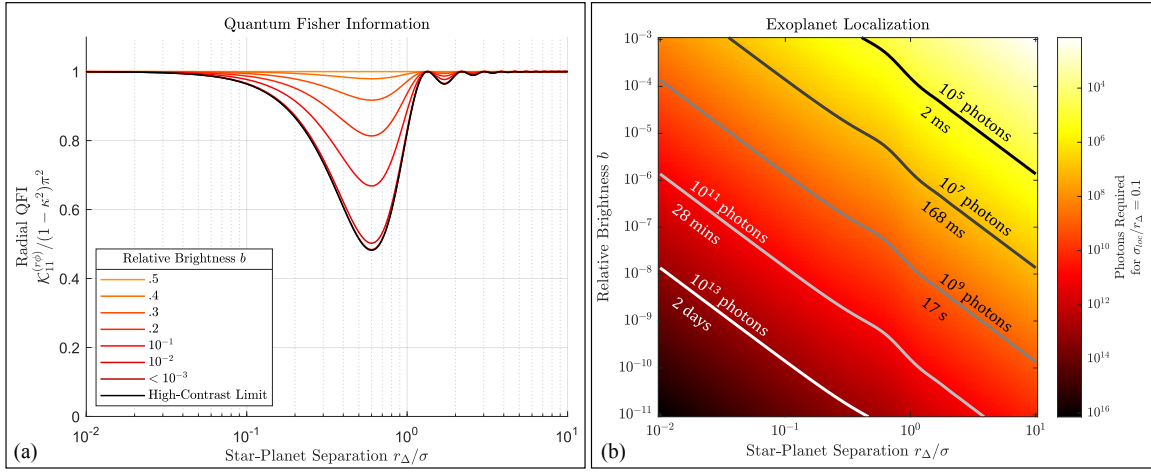 Quantum Fisher Information
Radial QFI
𝒦₁₁⁽ʳᶲ⁾/(1 − κ²)π²
1
0.8
0.6
0.4
0.2
0
Relative Brightness b
.5
.4
.3
.2
10⁻¹
10⁻²
< 10⁻³
High-Contrast Limit
10⁻²
10⁻¹
10⁰
10¹
Star-Planet Separation r_Δ/σ
(a)
Exoplanet Localization
Relative Brightness b
10⁻³
10⁻⁴
10⁻⁵
10⁻⁶
10⁻⁷
10⁻⁸
10⁻⁹
10⁻¹⁰
10⁻¹¹
10⁵ photons
2 ms
10⁷ photons
168 ms
10⁹ photons
17 s
10¹¹ photons
28 mins
10¹³ photons
2 days
10⁻²
10⁻¹
10⁰
10¹
Star-Planet Separation r_Δ/σ
(b)
Photons Required
for σ_loc/r_Δ = 0.1
10⁴
10⁶
10⁸
10¹⁰
10¹²
10¹⁴
10¹⁶